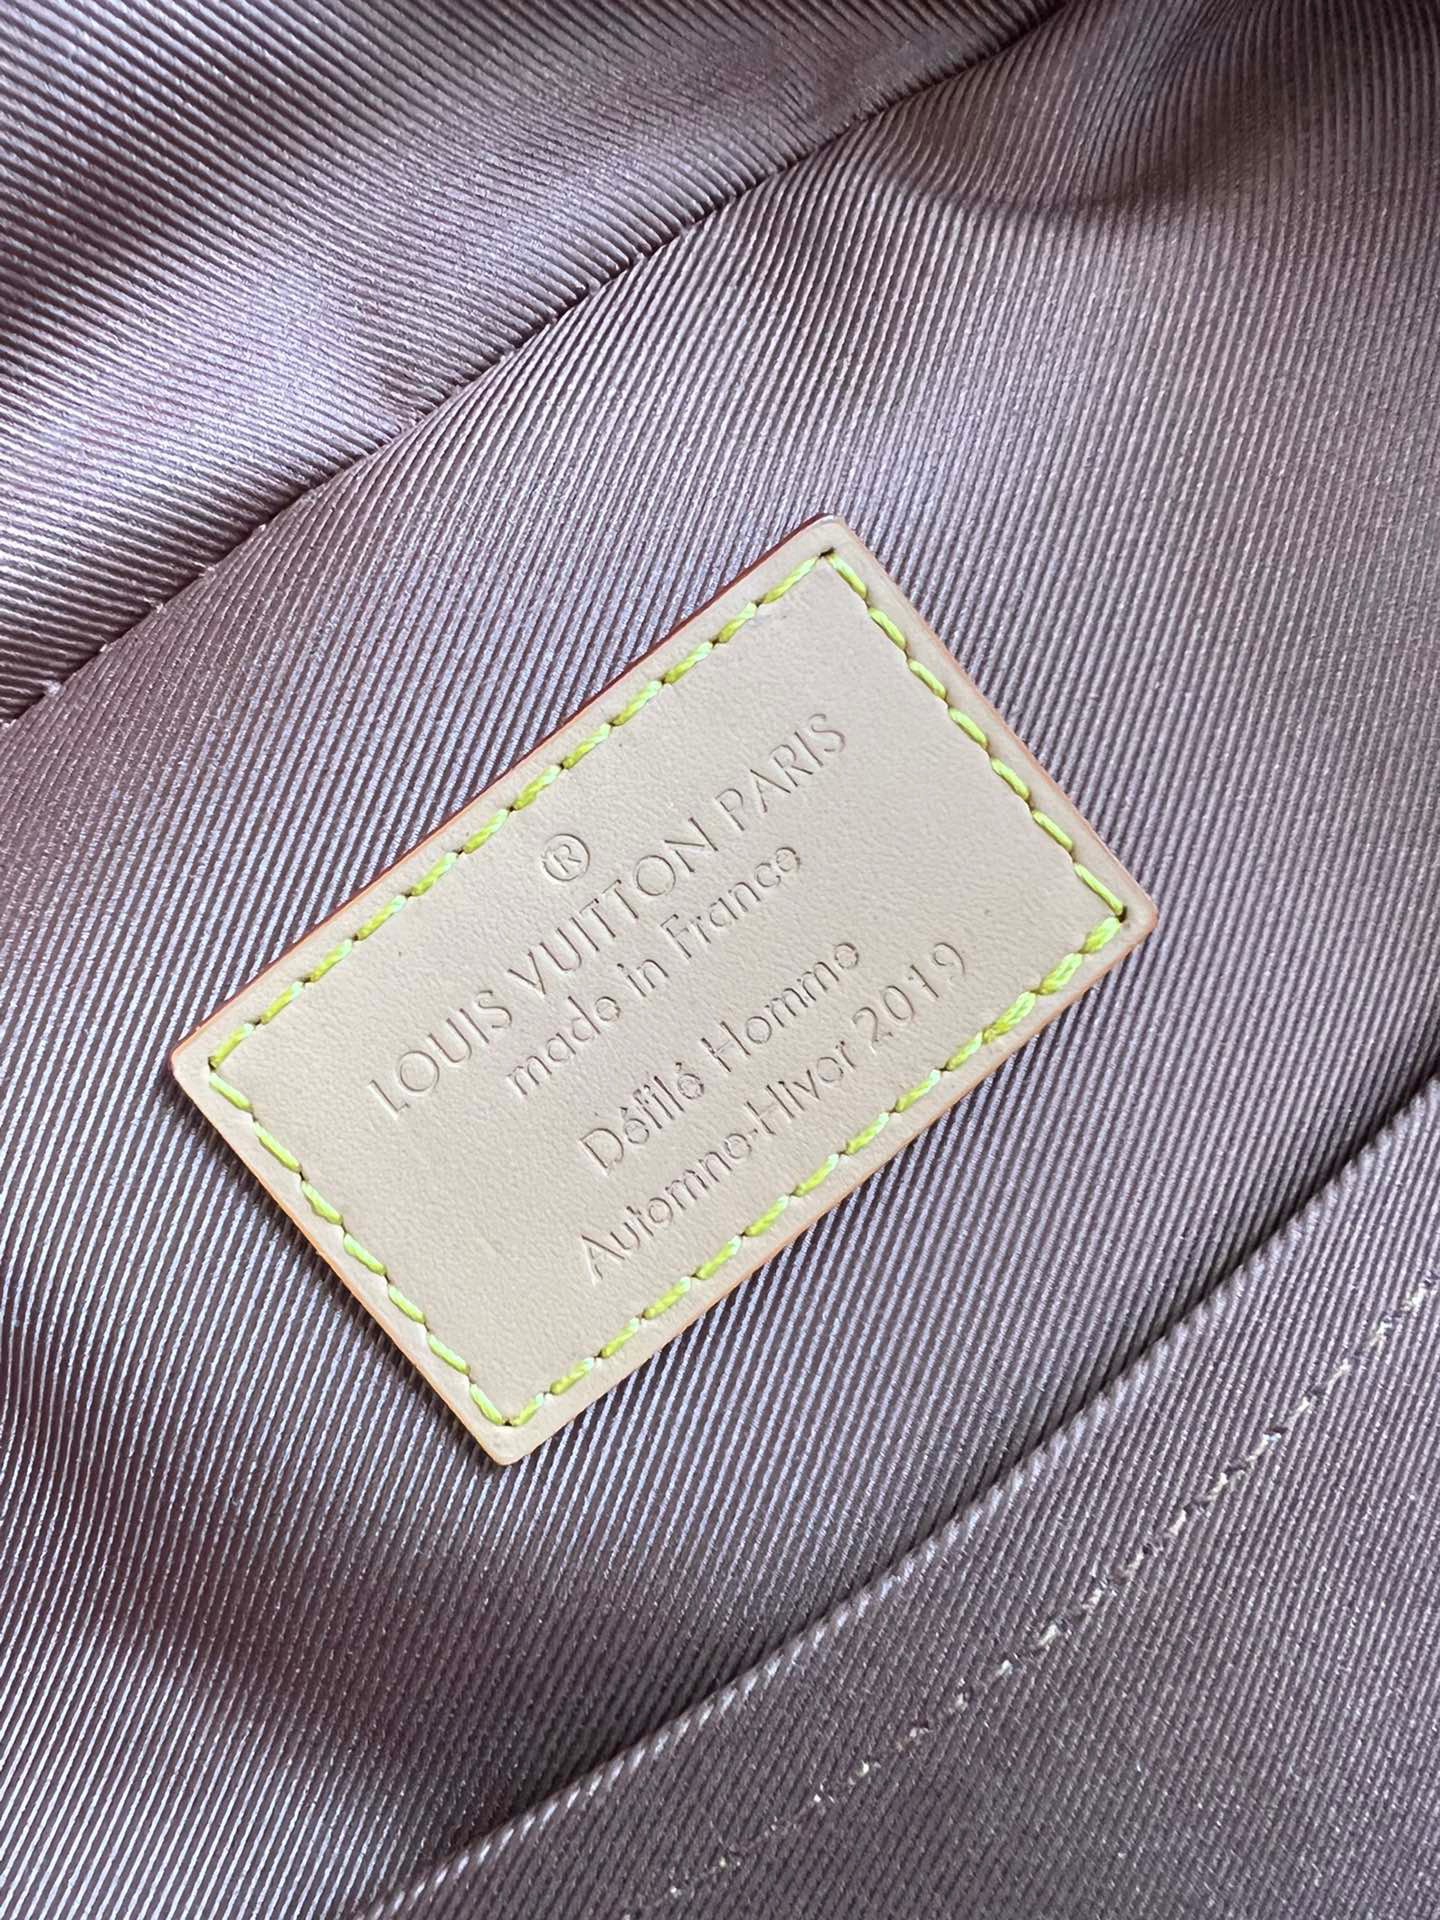 ®
LOUIS VUITTON PARIS
made in France
Défilé Homme
Automne-Hiver 2019